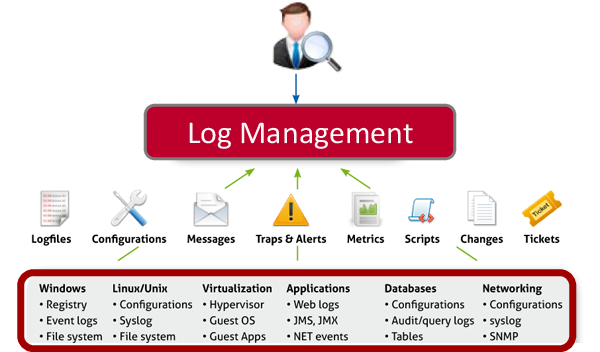 Log Management
Logfiles Configurations Messages Traps & Alerts Metrics Scripts Changes Tickets
Ticket
Windows Linux/Unix Virtualization Applications Databases Networking
• Registry • Configurations • Hypervisor • Web logs • Configurations • Configurations
• Event logs • Syslog • Guest OS • JMS, JMX • Audit/query logs • syslog
• File system • File system • Guest Apps • NET events • Tables • SNMP